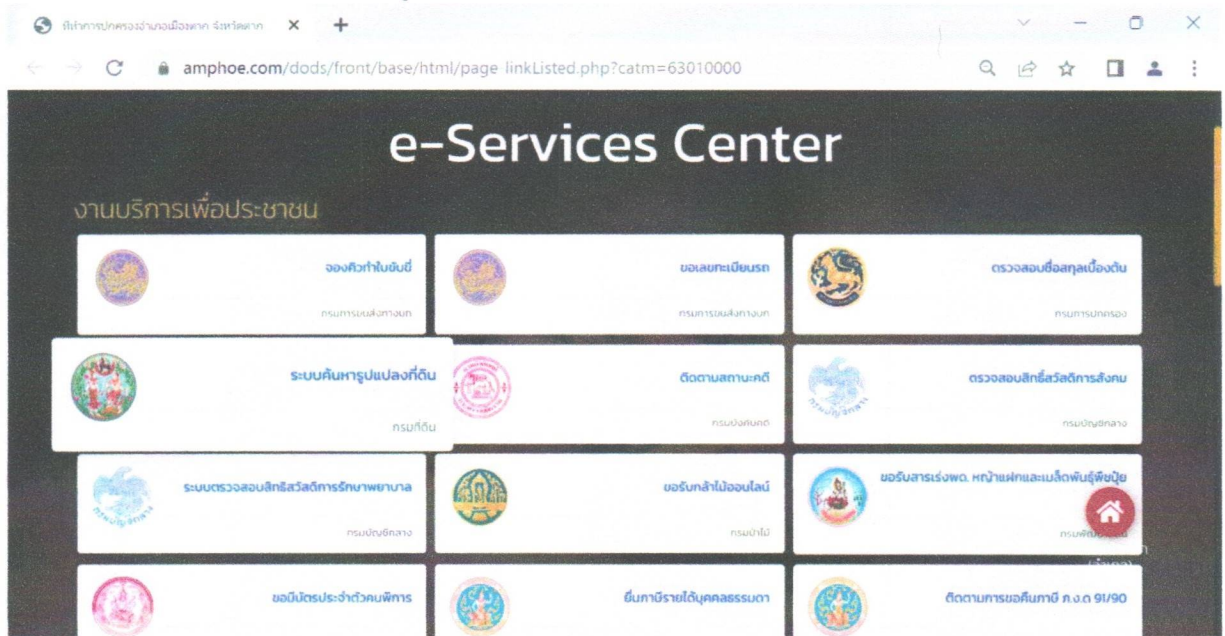 ที่ทำการปกครองอำเภอเมืองตาก จังหวัดตาก
amphoe.com/dods/front/base/html/page_linkListed.php?catm=63010000
e-Services Center
งานบริการเพื่อประชาชน
จองคิวทำใบขับขี่
กรมการขนส่งทางบก
ขอเลขทะเบียนรถ
กรมการขนส่งทางบก
ตรวจสอบชื่อสกุลเบื้องต้น
กรมการปกครอง
ระบบค้นหารูปแปลงที่ดิน
กรมที่ดิน
ติดตามสถานะคดี
กรมบังคับคดี
ตรวจสอบสิทธิ์สวัสดิการสังคม
กรมบัญชีกลาง
ระบบตรวจสอบสิทธิสวัสดิการรักษาพยาบาล
กรมบัญชีกลาง
ขอรับกล้าไม้ออนไลน์
กรมป่าไม้
ขอรับสารเร่งพด. หญ้าแฝกและเมล็ดพันธุ์พืชปุ๋ย
ขอมีบัตรประจำตัวคนพิการ
ยื่นภาษีรายได้บุคคลธรรมดา
ติดตามการขอคืนภาษี ภ.ง.ด 91/90